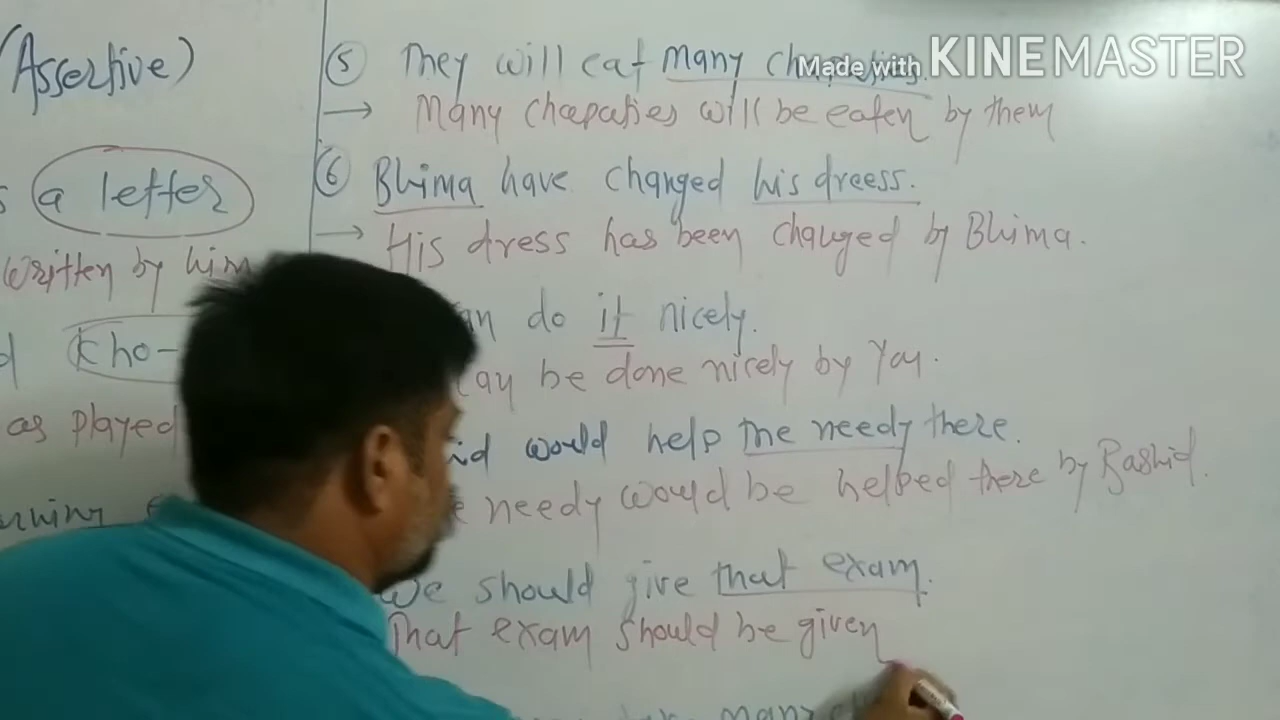 (Assertive)
a letter
written by him
Kho-
as played
⑤ They will eat many
Made with KINEMASTER
→ Many chapaties will be eaten by them
⑥ Bhima have changed his dreess.
→ His dress has been changed by Bhima.
do it nicely.
be done nicely by you.
would help the needy there.
needy would be helped there by Rashid.
We should give that exam.
That exam should be given
many